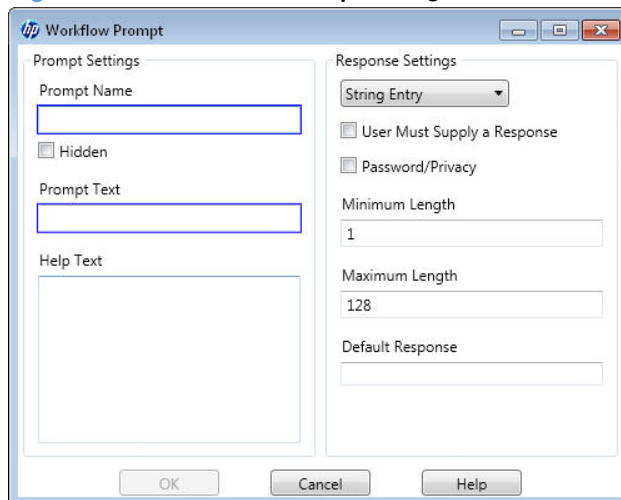 hp Workflow Prompt
Prompt Settings
Prompt Name
Hidden
Prompt Text
Help Text
Response Settings
String Entry
User Must Supply a Response
Password/Privacy
Minimum Length
1
Maximum Length
128
Default Response
OK Cancel Help